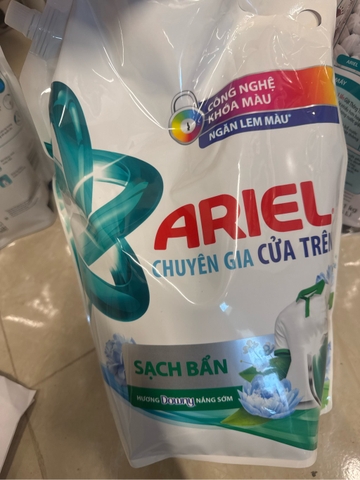 CÔNG NGHỆ
KHÓA MÀU
NGĂN LEM MÀU*
ARIEL
CHUYÊN GIA CỬA TRÊN
SẠCH BẨN
HƯƠNG Downy NẮNG SỚM